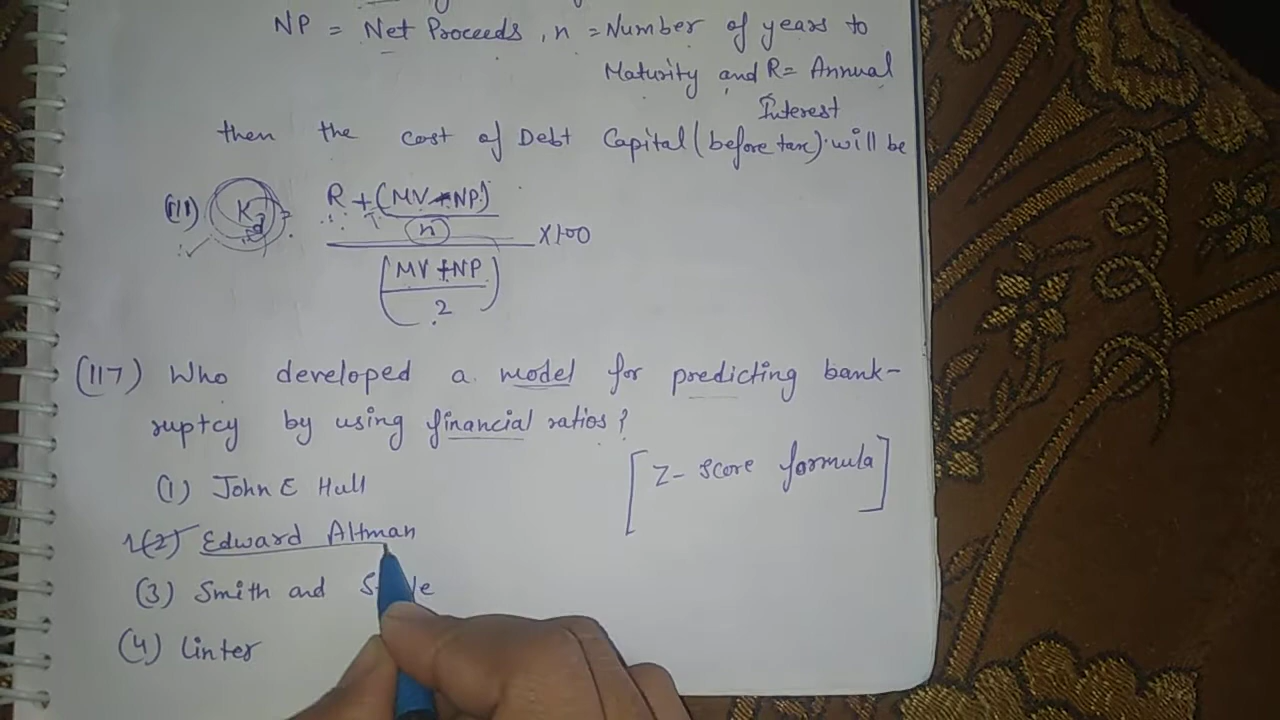 NP = Net Proceeds, n = Number of years to
Maturity and R = Annual
Interest
then the cost of Debt Capital (before tax) will be
(iii) Kd = R + (MV - NP)
n
x100
(MV + NP)
2
(117) Who developed a model for predicting bank-
ruptcy by using financial ratios?
[Z-Score formula]
(1) John E Hull
(2) Edward Altman
(3) Smith and
(4) Linter